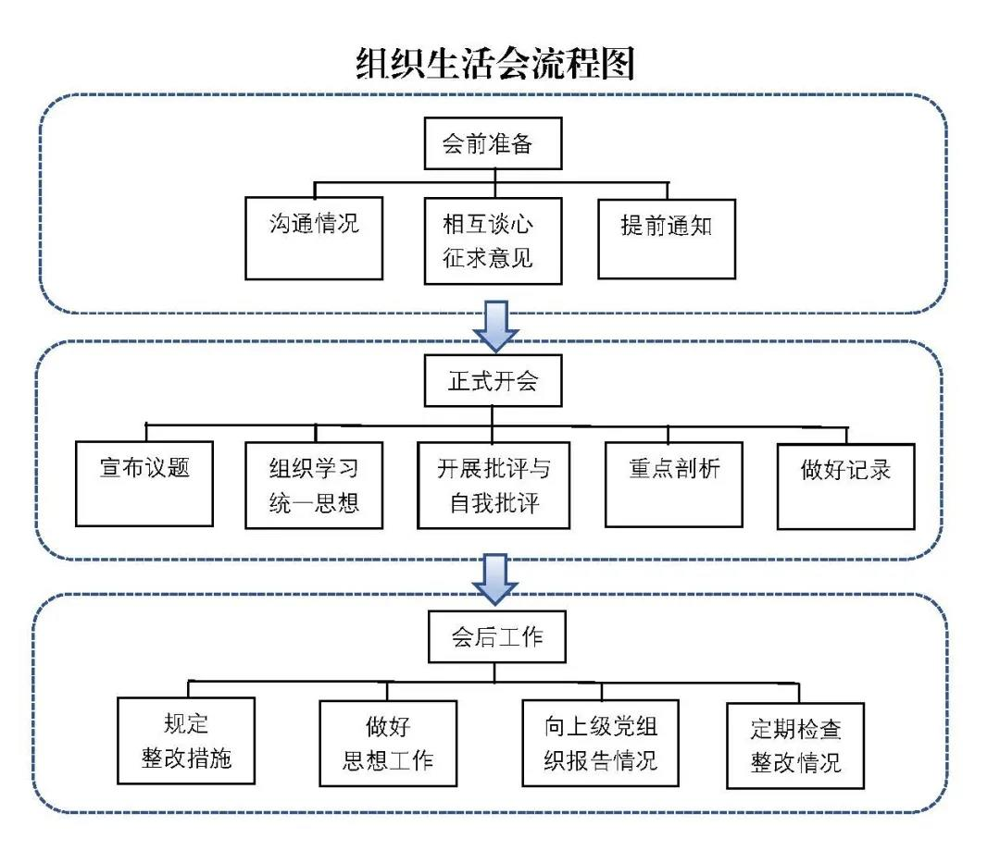 组织生活会流程图
会前准备
沟通情况
相互谈心
征求意见
提前通知
正式开会
宣布议题
组织学习
统一思想
开展批评与
自我批评
重点剖析
做好记录
会后工作
规定
整改措施
做好
思想工作
向上级党组
织报告情况
定期检查
整改情况